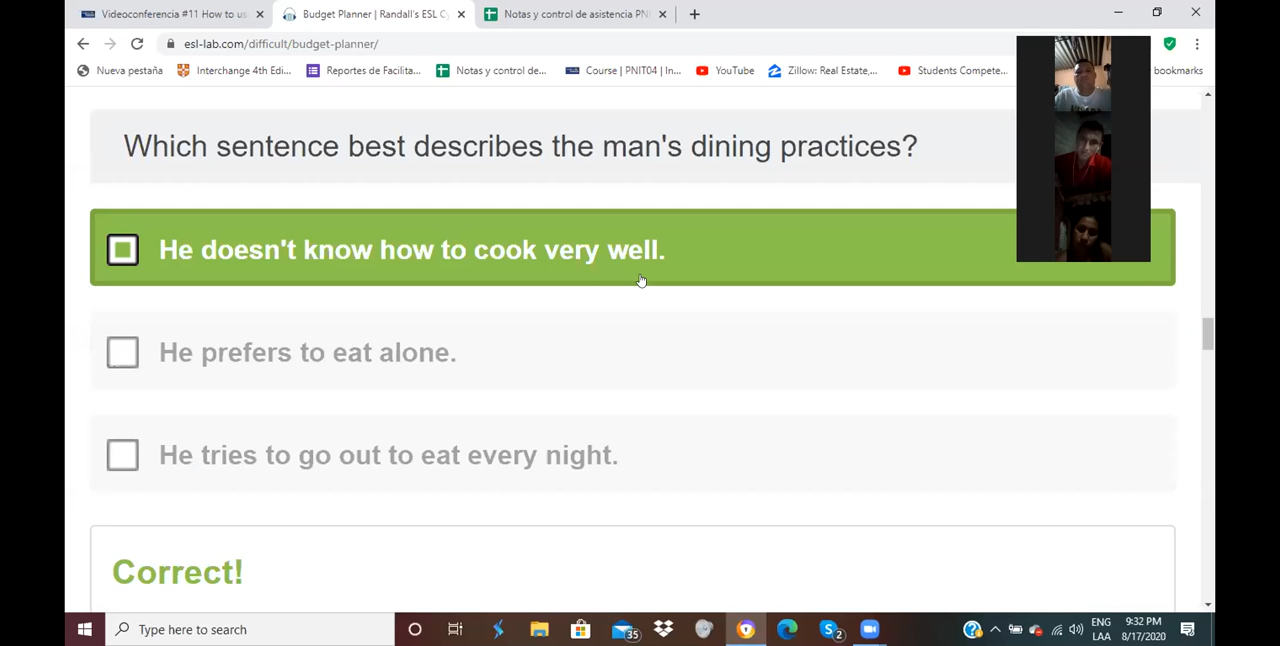 Videoconferencia #11 How to us
Budget Planner | Randall's ESL Cy
Notas y control de asistencia PNI
esl-lab.com/difficult/budget-planner/
Nueva pestaña
Interchange 4th Edi...
Reportes de Facilita...
Notas y control de...
Course | PNIT04 | In...
YouTube
Zillow: Real Estate,...
Students Compete...
bookmarks
Which sentence best describes the man's dining practices?
He doesn't know how to cook very well.
He prefers to eat alone.
He tries to go out to eat every night.
Correct!
Type here to search
35
2
ENG
LAA
9:32 PM
8/17/2020